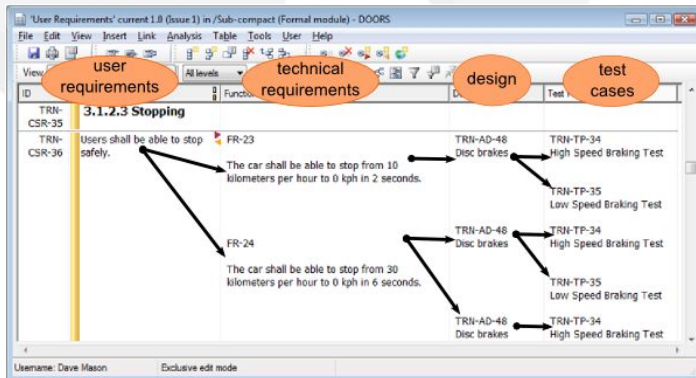 'User Requirements' current 1.0 (Issue 1) in /Sub-compact (Formal module) - DOORS
File Edit View Insert Link Analysis Table Tools User Help
View
All levels
user requirements
technical requirements
design
test cases
ID
Function
Test
TRN-CSR-35
3.1.2.3 Stopping
TRN-CSR-36
Users shall be able to stop
safely.
FR-23
The car shall be able to stop from 10
kilometers per hour to 0 kph in 2 seconds.
TRN-AD-48
Disc brakes
TRN-TP-34
High Speed Braking Test
TRN-TP-35
Low Speed Braking Test
FR-24
The car shall be able to stop from 30
kilometers per hour to 0 kph in 6 seconds.
TRN-AD-48
Disc brakes
TRN-TP-34
High Speed Braking Test
TRN-TP-35
Low Speed Braking Test
TRN-AD-48
Disc brakes
TRN-TP-34
High Speed Braking Test
Username: Dave Mason
Exclusive edit mode